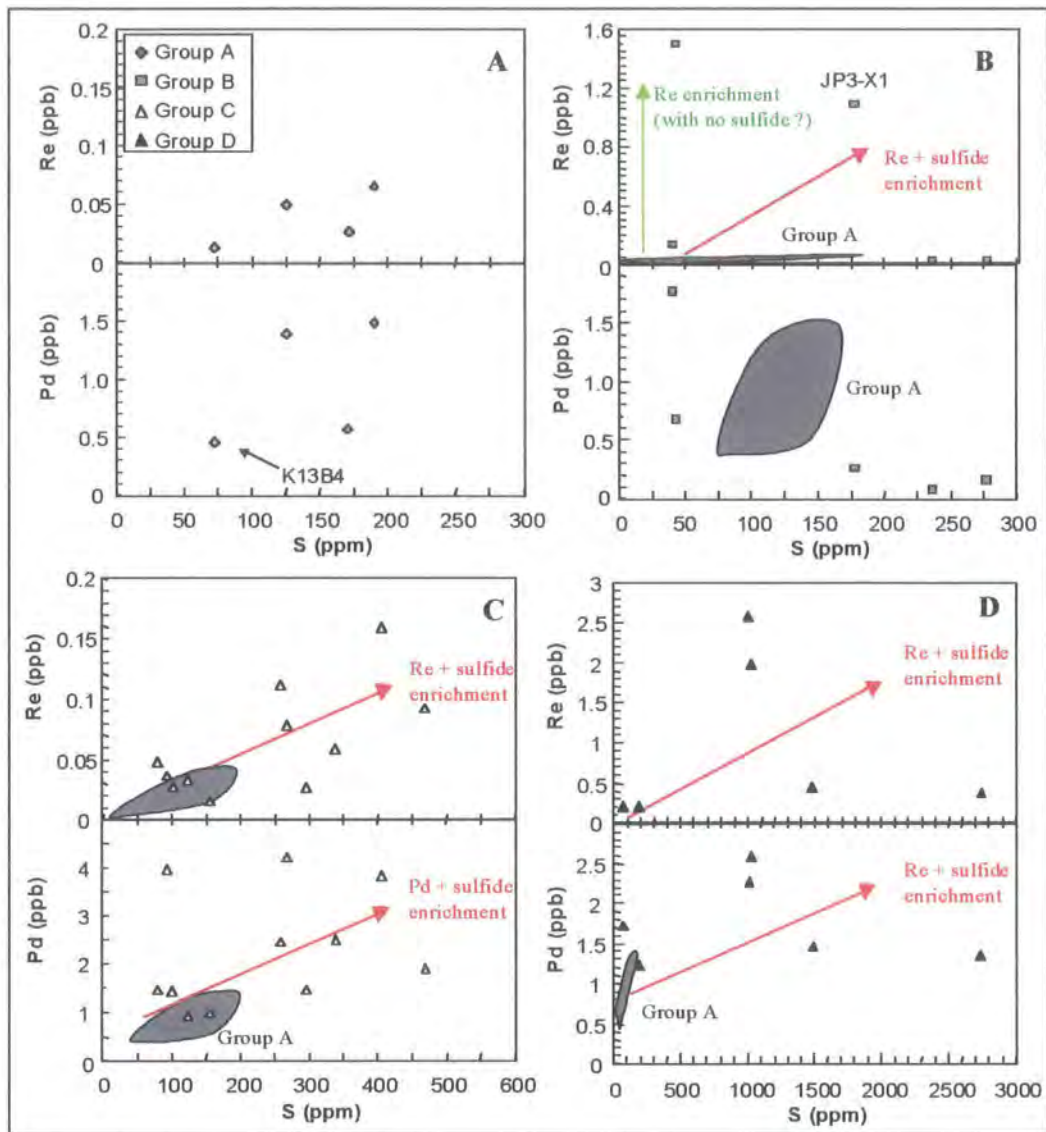 0.2
0.15
0.1
0.05
0
Re (ppb)
Group A
Group B
Group C
Group D
A
1.5
1.0
0.5
0
Pd (ppb)
K13B4
0 50 100 150 200 250 300
S (ppm)
1.6
1.2
0.8
0.4
0
Re (ppb)
B
JP3-X1
Re enrichment
(with no sulfide ?)
Re + sulfide
enrichment
Group A
1.5
1.0
0.5
0
Pd (ppb)
Group A
0 50 100 150 200 250 300
S (ppm)
0.2
0.15
0.1
0.05
0
Re (ppb)
C
Re + sulfide
enrichment
4
3
2
1
0
Pd (ppb)
Pd + sulfide
enrichment
Group A
0 100 200 300 400 500 600
S (ppm)
3
2.5
2
1.5
1
0.5
0
Re (ppb)
D
Re + sulfide
enrichment
2.5
2
1.5
1
0.5
0
Pd (ppb)
Re + sulfide
enrichment
Group A
0 500 1000 1500 2000 2500 3000
S (ppm)